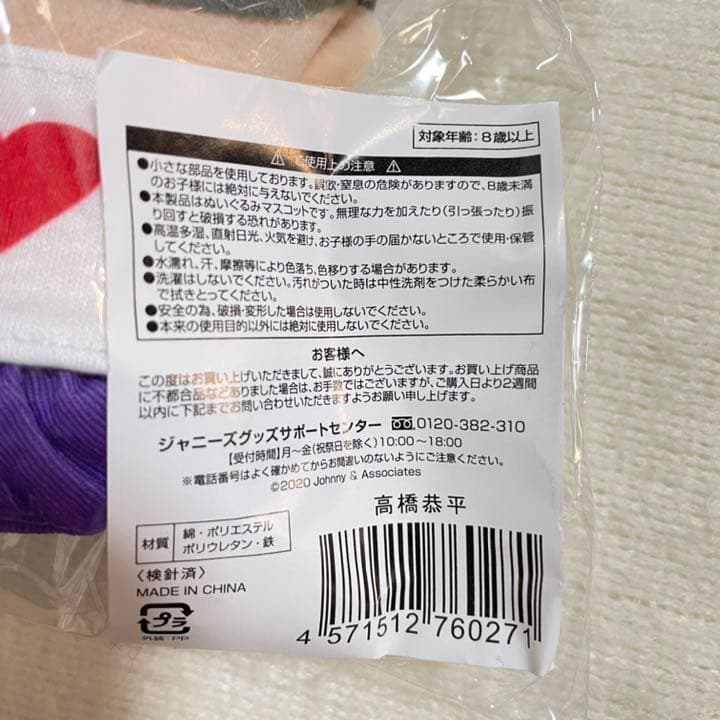 対象年齢:8歳以上
⚠ ご使用上の注意 ⚠
●小さな部品を使用しております。誤飲・窒息の危険がありますので、8歳未満
のお子様には絶対に与えないでください。
●本製品はぬいぐるみマスコットです。無理な力を加えたり(引っ張ったり)振
り回すと破損する恐れがあります。
●高温多湿、直射日光、火気を避け、お子様の手の届かないところで使用・保管
してください。
●水濡れ、汗、摩擦等により色落ち、色移りする場合があります。
●洗濯はしないでください。汚れがついた時は中性洗剤をつけた柔らかい布
で拭きとってください。
●安全の為、破損・変形した場合は使用しないでください。
●本来の使用目的以外には絶対に使用しないでください。
お客様へ
この度はお買い上げいただきまして、誠にありがとうございます。お買い上げ商品
に不都合品などありました場合は、お手数ではございますが、ご購入日より2週間
以内に下記までお問い合わせいただきますようお願い申し上げます。
ジャニーズグッズサポートセンター 0120-382-310
【受付時間】月~金(祝祭日を除く)10:00~18:00
※電話番号はよく確かめてからお間違いのないようにご注意ください。
©2020 Johnny & Associates
高橋恭平
材質 綿・ポリエステル
ポリウレタン・鉄
〈検針済〉
MADE IN CHINA
プラ
外装:PP
4 571512 760271